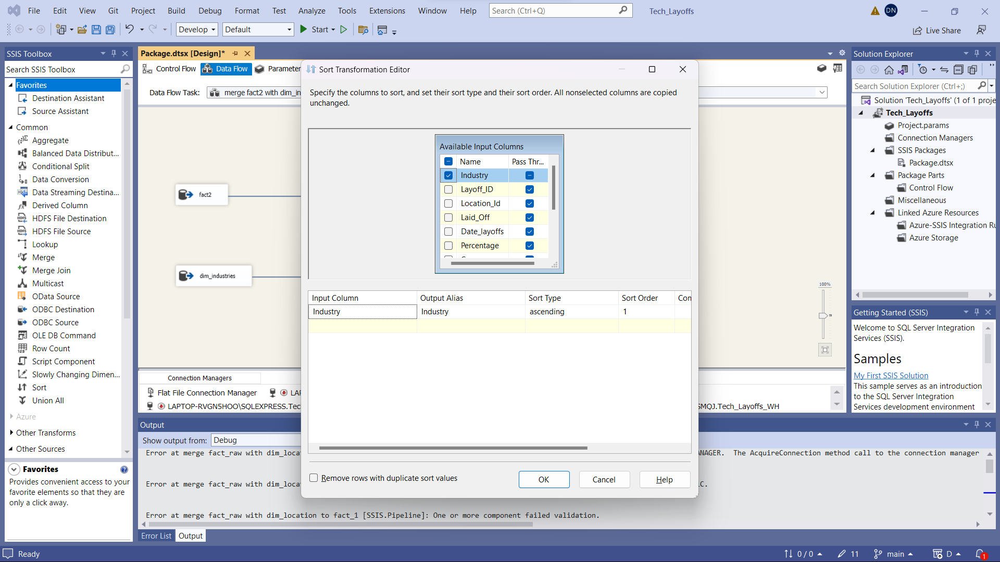 File Edit View Git Project Build Debug Format Test Analyze Tools Extensions Window Help Search (Ctrl+Q) Tech_Layoffs DN
Develop Default Start Live Share
SSIS Toolbox
Search SSIS Toolbox
Favorites
Destination Assistant
Source Assistant
Common
Aggregate
Balanced Data Distribut...
Conditional Split
Data Conversion
Data Streaming Destina...
Derived Column
HDFS File Destination
HDFS File Source
Lookup
Merge
Merge Join
Multicast
OData Source
ODBC Destination
ODBC Source
OLE DB Command
Row Count
Script Component
Slowly Changing Dimen...
Sort
Union All
Azure
Other Transforms
Other Sources
Favorites
Provides convenient access to your
favorite elements so that they are
only a click away.
Package.dtsx [Design]*
Control Flow Data Flow Parameter
Data Flow Task: merge fact2 with dim_in
fact2
dim_industries
100%
Connection Managers
Flat File Connection Manager LAP
LAPTOP-RVGN5HOO\SQLEXPRESS.Tec SMQJ.Tech_Layoffs_WH
Sort Transformation Editor
Specify the columns to sort, and set their sort type and their sort order. All nonselected columns are copied
unchanged.
Available Input Columns
Name Pass Thr...
Industry
Layoff_ID
Location_Id
Laid_Off
Date_layoffs
Percentage
Input Column Output Alias Sort Type Sort Order Con
Industry Industry ascending 1
Remove rows with duplicate sort values
OK Cancel Help
Output
Show output from: Debug
Error at merge fact_raw with dim_locat ANAGER. The AcquireConnection method call to the connection manager
Error at merge fact_raw with dim_locat C.
Error at merge fact_raw with dim_location to fact_1 [SSIS.Pipeline]: One or more component failed validation.
Error List Output
Solution Explorer
Search Solution Explorer (Ctrl+;)
Solution 'Tech_Layoffs' (1 of 1 proje
Tech_Layoffs
Project.params
Connection Managers
SSIS Packages
Package.dtsx
Package Parts
Control Flow
Miscellaneous
Linked Azure Resources
Azure-SSIS Integration Ru
Azure Storage
Getting Started (SSIS)
Welcome to SQL Server Integration
Services (SSIS).
Samples
My First SSIS Solution
This sample serves as an introduction
to the SQL Server Integration
Services development environment
Ready 0 / 0 11 main D 1